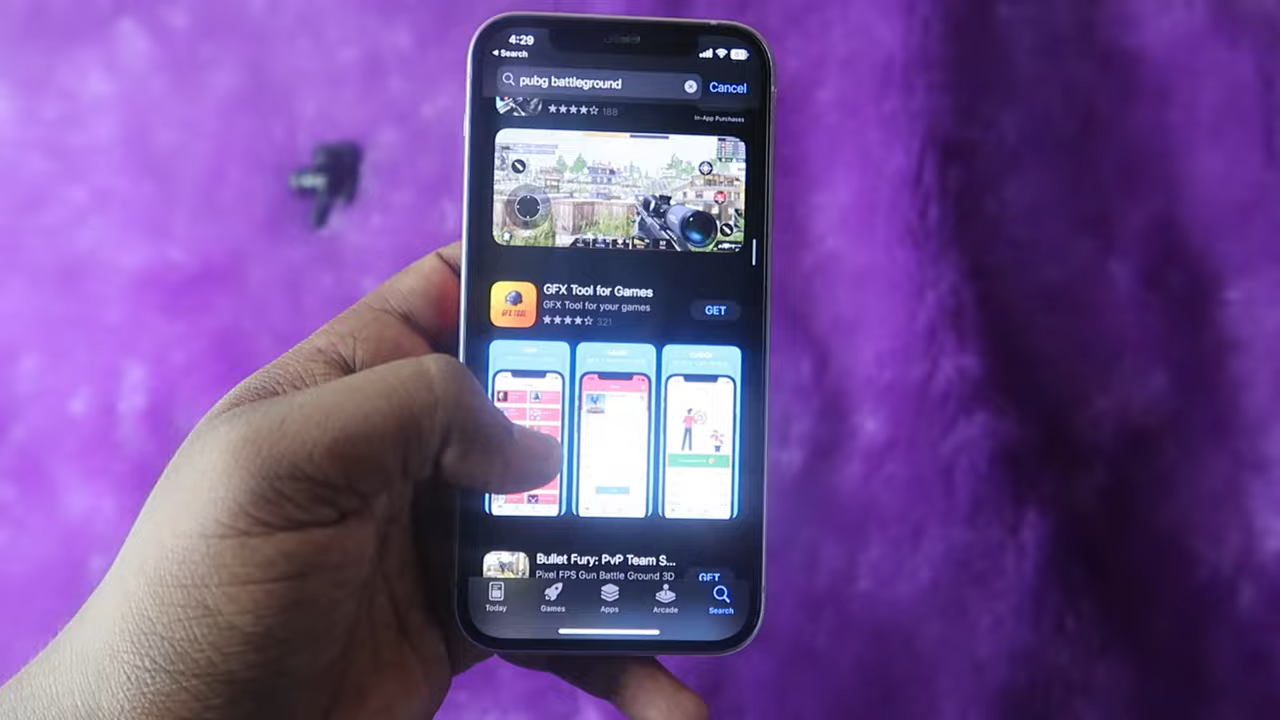 4:29
◀ Search
pubg battleground
Cancel
188
In-App Purchases
GFX Tool for Games
GFX Tool for your games
GET
321
GFX TOOL
Bullet Fury: PvP Team S...
Pixel FPS Gun Battle Ground 3D
GET
Today
Games
Apps
Arcade
Search